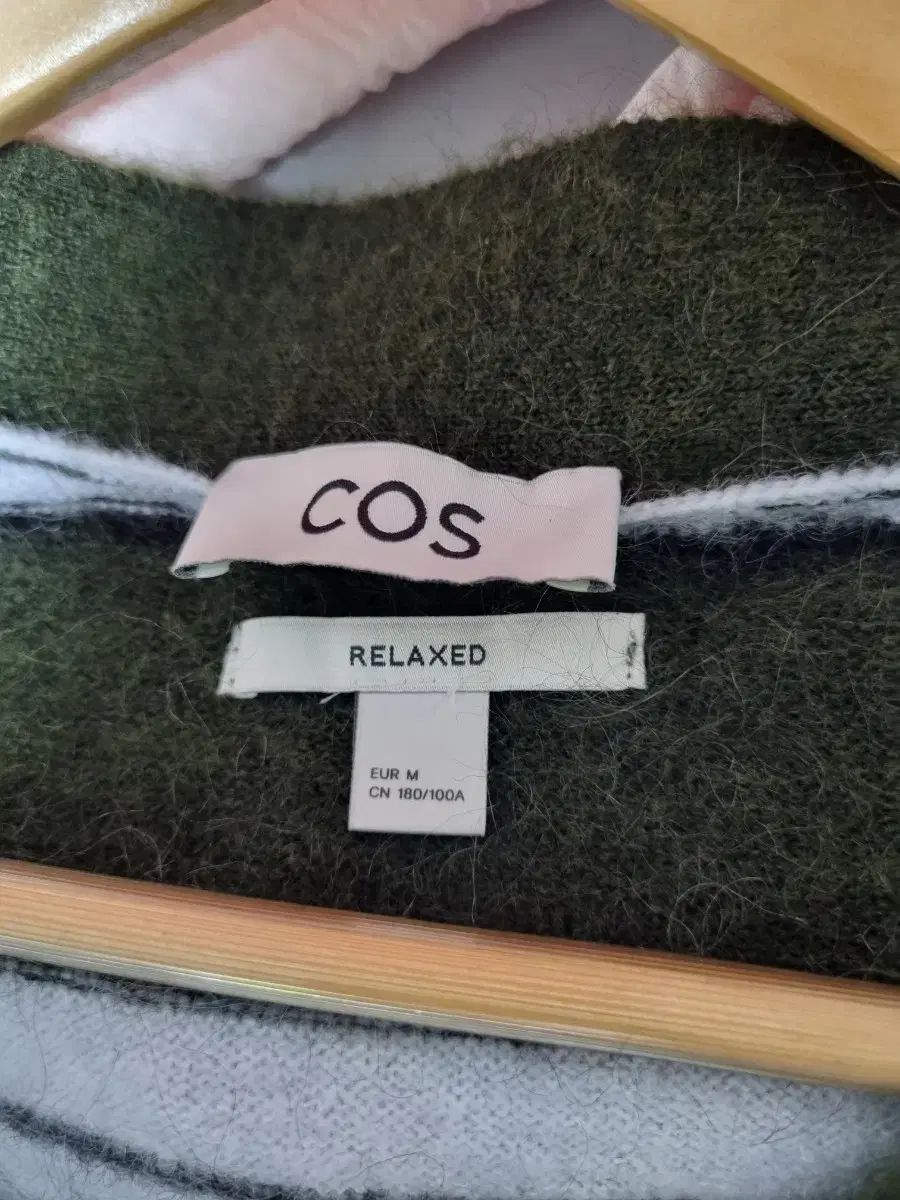 COS
RELAXED
EUR M
CN 180/100A